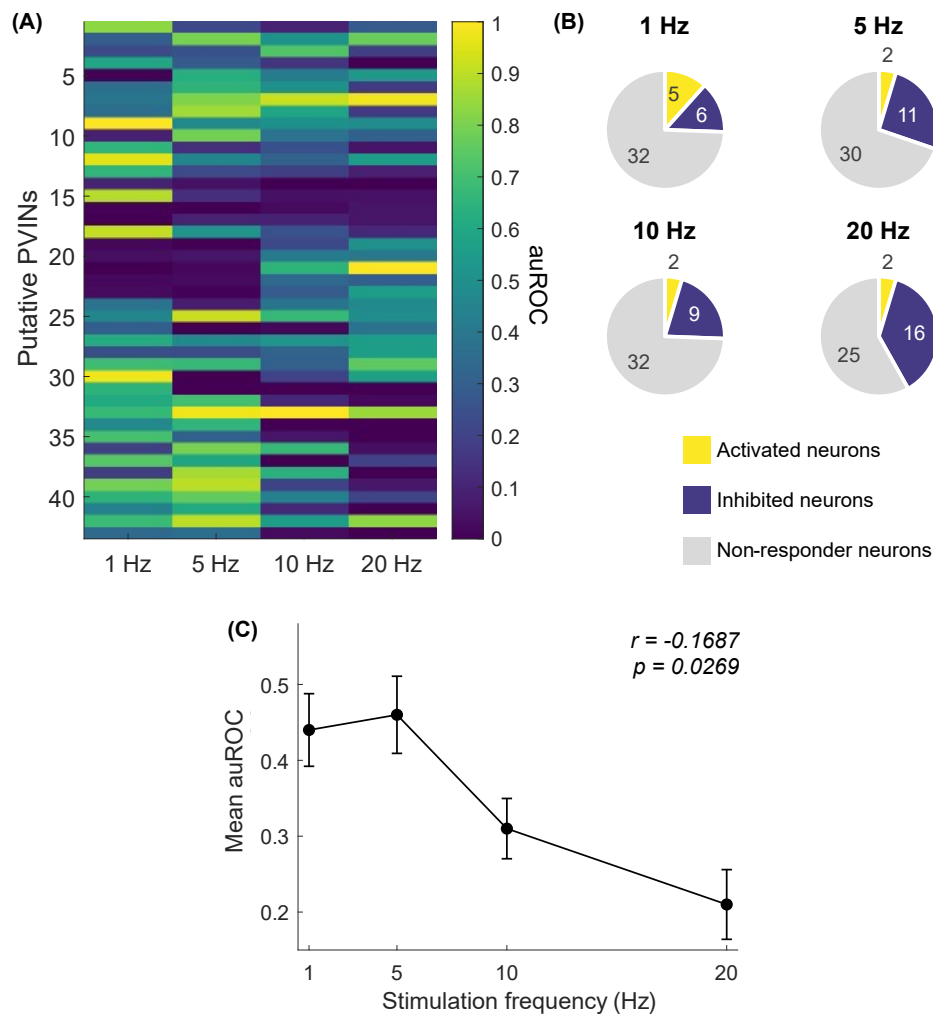 (A)
Putative PVINs
5
10
15
20
25
30
35
40
1 Hz 5 Hz 10 Hz 20 Hz
1
0.9
0.8
0.7
0.6
0.5
0.4
0.3
0.2
0.1
0
auROC
(B)
1 Hz
5
6
32
5 Hz
2
11
30
10 Hz
2
9
32
20 Hz
2
16
25
Activated neurons
Inhibited neurons
Non-responder neurons
(C)
r = -0.1687
p = 0.0269
Mean auROC
0.5
0.4
0.3
0.2
1 5 10 20
Stimulation frequency (Hz)